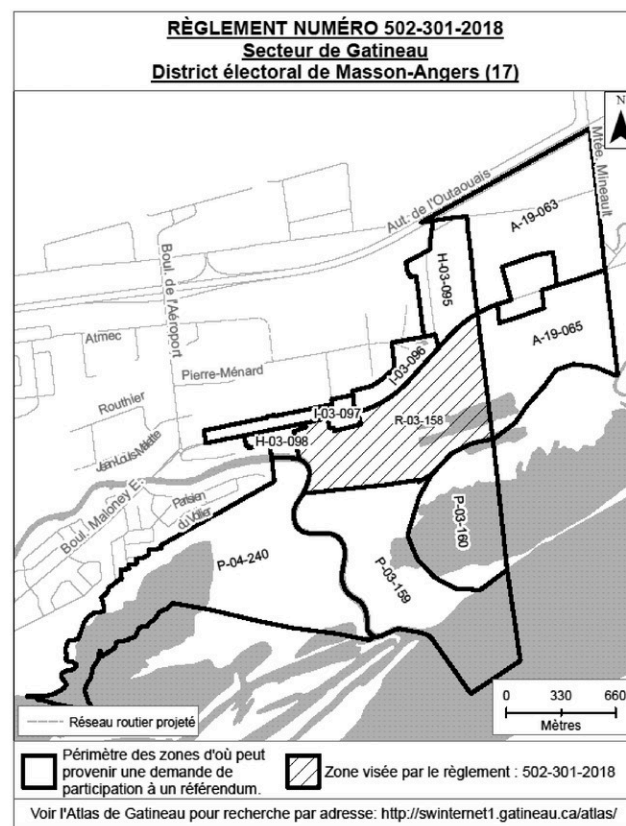 RÈGLEMENT NUMÉRO 502-301-2018
Secteur de Gatineau
District électoral de Masson-Angers (17)
N
Mtée. Mineault
Aut. de l'Outaouais
A-19-063
Boul. de l'Aéroport
H-03-095
Atmec
A-19-065
Pierre-Ménard
I-03-096
Routhier
I-03-097
R-03-158
H-03-098
Jean-Louis-Malette
Boul. Maloney E.
Parisien
du Voilier
P-03-160
P-04-240
P-03-159
0 330 660
Mètres
Réseau routier projeté
Périmètre des zones d'où peut
provenir une demande de
participation à un référendum.
Zone visée par le règlement : 502-301-2018
Voir l'Atlas de Gatineau pour recherche par adresse: http://swinternet1.gatineau.ca/atlas/